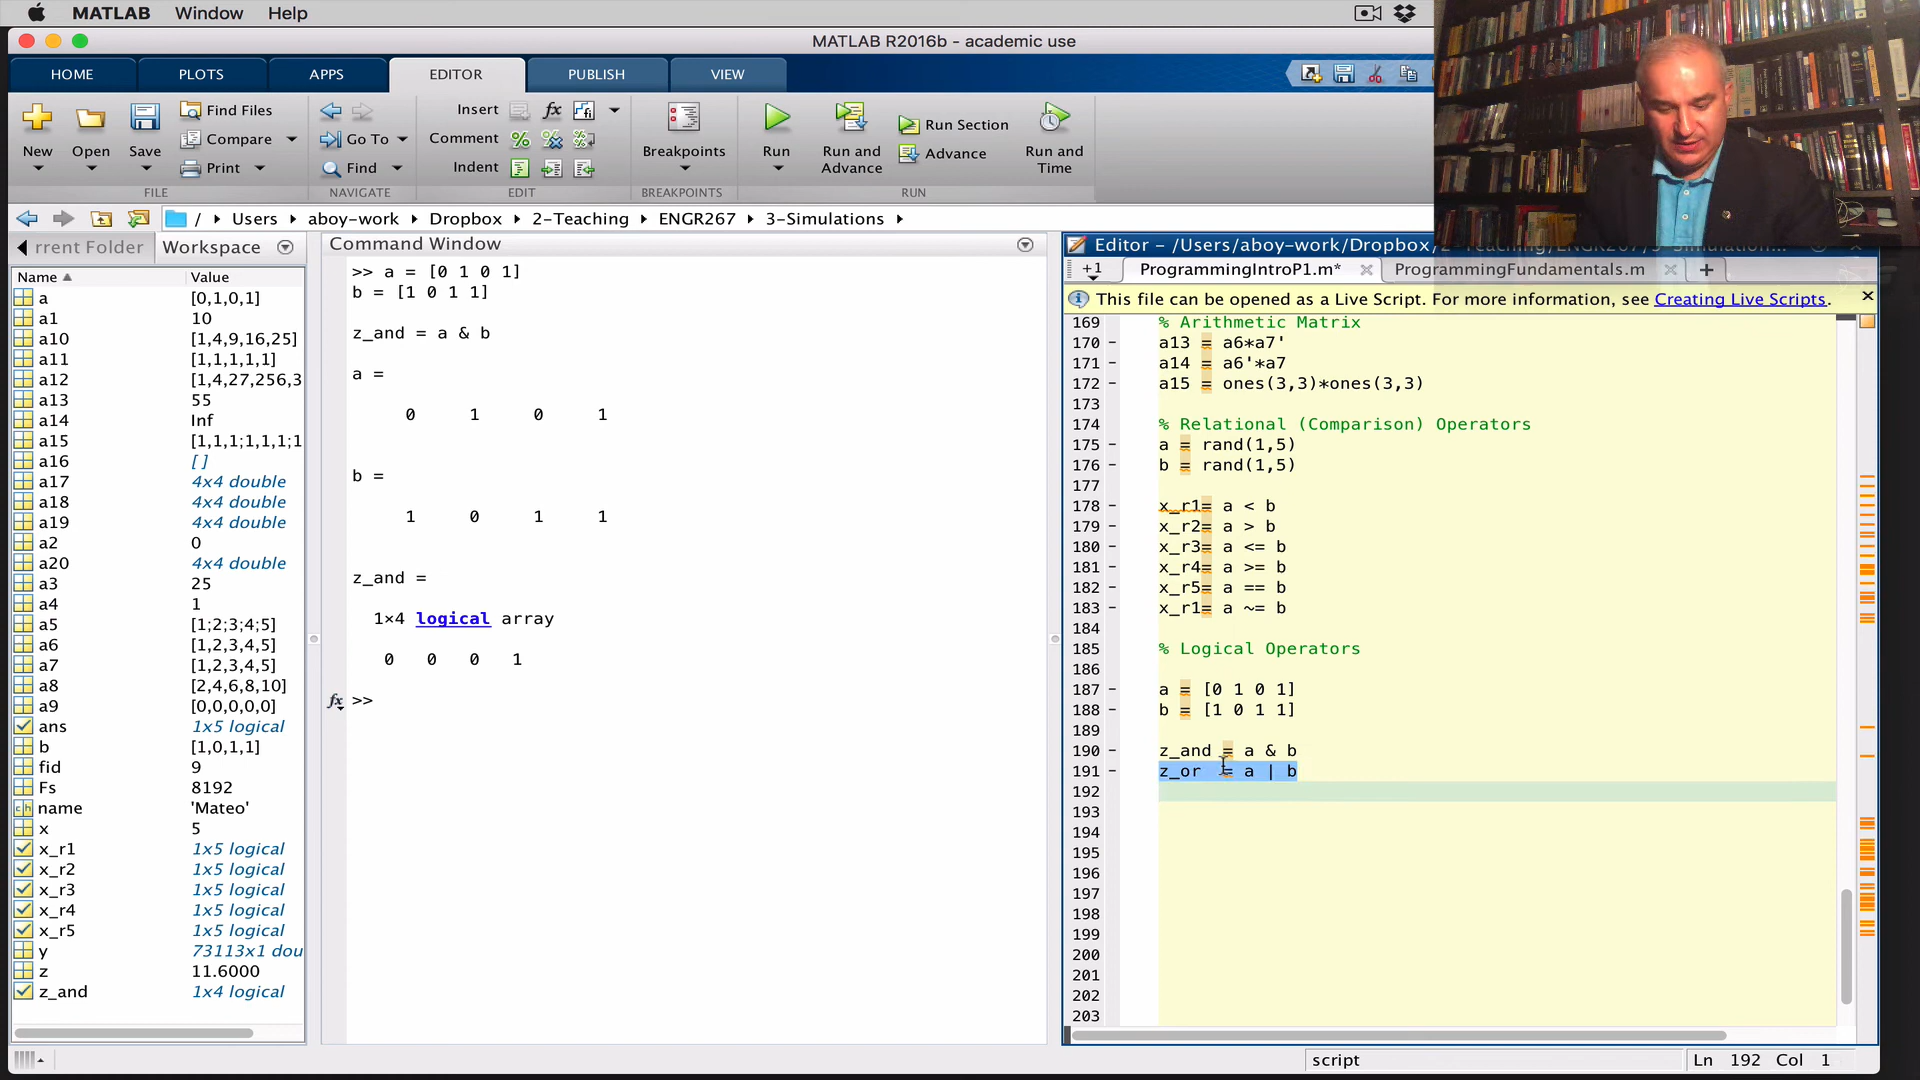 MATLAB Window Help
MATLAB R2016b - academic use
HOME PLOTS APPS EDITOR PUBLISH VIEW
New
Open
Save
Find Files
Compare
Print
FILE
Go To
Find
NAVIGATE
Insert fx
Comment
Indent
EDIT
Breakpoints
BREAKPOINTS
Run
Run and Advance
Run Section
Advance
Run and Time
RUN
/ Users aboy-work Dropbox 2-Teaching ENGR267 3-Simulations
rrent Folder Workspace
Name Value
a [0,1,0,1]
a1 10
a10 [1,4,9,16,25]
a11 [1,1,1,1,1]
a12 [1,4,27,256,3
a13 55
a14 Inf
a15 [1,1,1;1,1,1;1
a16 []
a17 4x4 double
a18 4x4 double
a19 4x4 double
a2 0
a20 4x4 double
a3 25
a4 1
a5 [1;2;3;4;5]
a6 [1,2,3,4,5]
a7 [1,2,3,4,5]
a8 [2,4,6,8,10]
a9 [0,0,0,0,0]
ans 1x5 logical
b [1,0,1,1]
fid 9
Fs 8192
name 'Mateo'
x 5
x_r1 1x5 logical
x_r2 1x5 logical
x_r3 1x5 logical
x_r4 1x5 logical
x_r5 1x5 logical
y 73113x1 dou
z 11.6000
z_and 1x4 logical
Command Window
>> a = [0 1 0 1]
b = [1 0 1 1]
z_and = a & b
a =
0 1 0 1
b =
1 0 1 1
z_and =
1×4 logical array
0 0 0 1
fx >>
Editor - /Users/aboy-work/Dropbox/2-Teaching/ENGR267/3-Simulation...
+1 ProgrammingIntroP1.m* ProgrammingFundamentals.m +
This file can be opened as a Live Script. For more information, see Creating Live Scripts.
169 % Arithmetic Matrix
170 - a13 = a6*a7'
171 - a14 = a6'*a7
172 - a15 = ones(3,3)*ones(3,3)
173
174 % Relational (Comparison) Operators
175 - a = rand(1,5)
176 - b = rand(1,5)
177
178 - x_r1= a < b
179 - x_r2= a > b
180 - x_r3= a <= b
181 - x_r4= a >= b
182 - x_r5= a == b
183 - x_r1= a ~= b
184
185 % Logical Operators
186
187 - a = [0 1 0 1]
188 - b = [1 0 1 1]
189
190 - z_and = a & b
191 - z_or = a | b
192
193
194
195
196
197
198
199
200
201
202
203
script Ln 192 Col 1